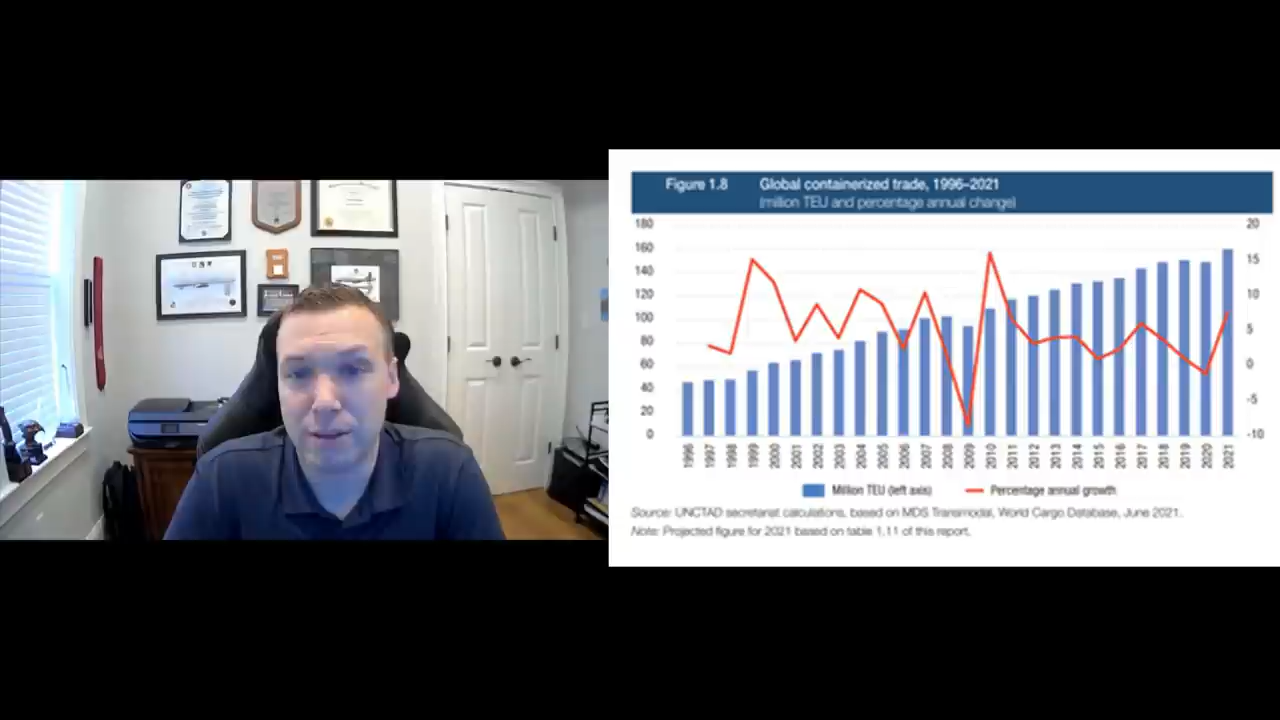 Figure 1.8 Global containerized trade, 1996–2021
(million TEU and percentage annual change)
180 20
160
140 15
120 10
100
80 5
60 0
40
20 -5
0 -10
1996 1997 1998 1999 2000 2001 2002 2003 2004 2005 2006 2007 2008 2009 2010 2011 2012 2013 2014 2015 2016 2017 2018 2019 2020 2021
Million TEU (left axis) Percentage annual growth
Source: UNCTAD secretariat calculations, based on MDS Transmodal, World Cargo Database, June 2021.
Note: Projected figure for 2021 based on table 1.11 of this report.